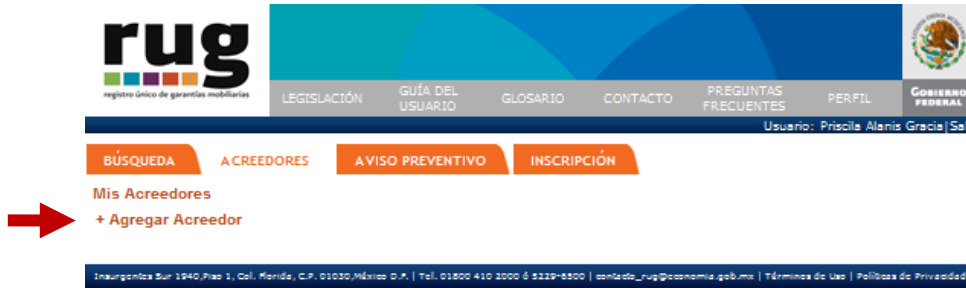 rug
registro único de garantías mobiliarias
LEGISLACIÓN
GUÍA DEL
USUARIO
GLOSARIO
CONTACTO
PREGUNTAS
FRECUENTES
PERFIL
GOBIERNO
FEDERAL
Usuario: Priscila Alanis Gracia|Sa
BÚSQUEDA ACREEDORES AVISO PREVENTIVO INSCRIPCIÓN
Mis Acreedores
+ Agregar Acreedor
Insurgentes Sur 1940,Piso 1, Col. Florida, C.P. 01030,México D.F. | Tel. 01800 410 2000 ó 5229-6300 | contacto_rug@economia.gob.mx | Términos de Uso | Políticas de Privacidad